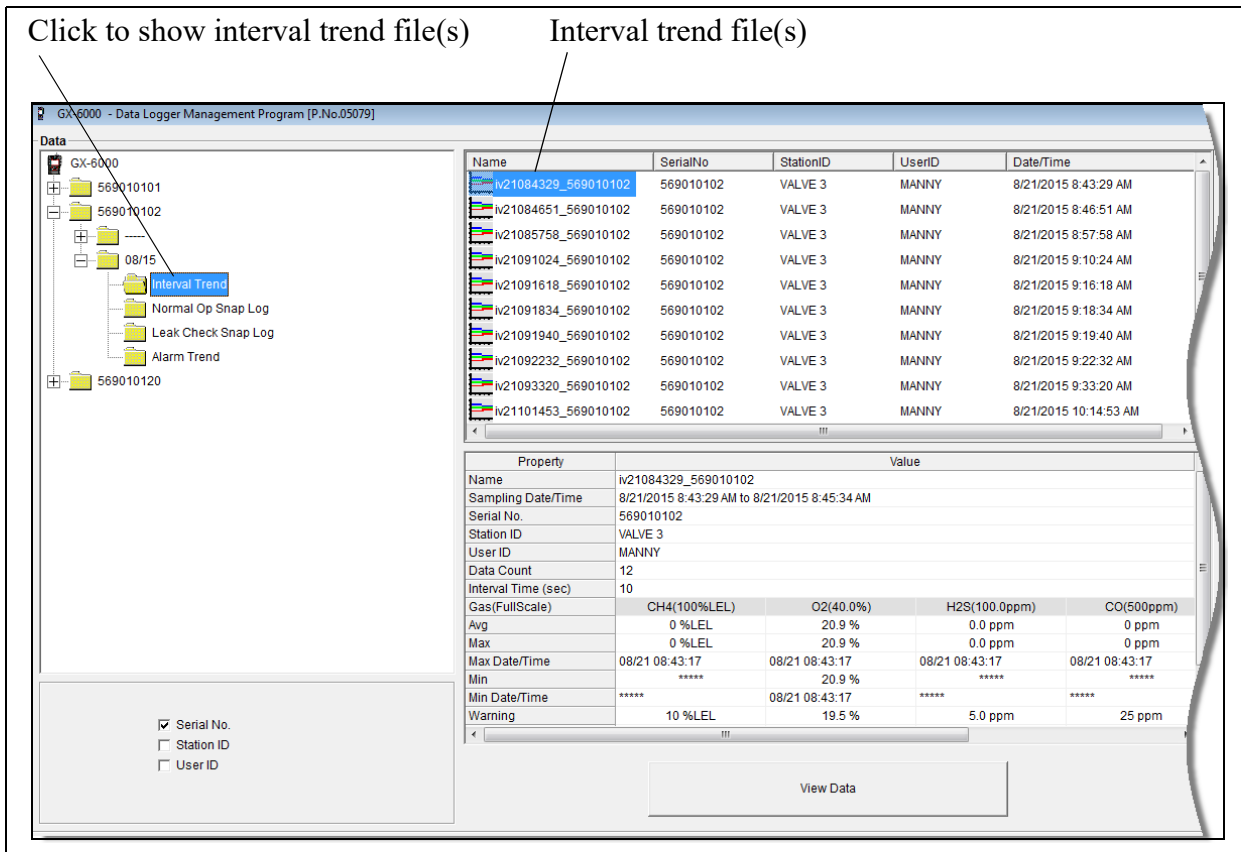 Click to show interval trend file(s) Interval trend file(s)
GX-6000 - Data Logger Management Program [P.No.05079]
Data
GX-6000
569010101
569010102
-----
08/15
Interval Trend
Normal Op Snap Log
Leak Check Snap Log
Alarm Trend
569010120
Serial No.
Station ID
User ID
Name SerialNo StationID UserID Date/Time
iv21084329_569010102 569010102 VALVE 3 MANNY 8/21/2015 8:43:29 AM
iv21084651_569010102 569010102 VALVE 3 MANNY 8/21/2015 8:46:51 AM
iv21085758_569010102 569010102 VALVE 3 MANNY 8/21/2015 8:57:58 AM
iv21091024_569010102 569010102 VALVE 3 MANNY 8/21/2015 9:10:24 AM
iv21091618_569010102 569010102 VALVE 3 MANNY 8/21/2015 9:16:18 AM
iv21091834_569010102 569010102 VALVE 3 MANNY 8/21/2015 9:18:34 AM
iv21091940_569010102 569010102 VALVE 3 MANNY 8/21/2015 9:19:40 AM
iv21092232_569010102 569010102 VALVE 3 MANNY 8/21/2015 9:22:32 AM
iv21093320_569010102 569010102 VALVE 3 MANNY 8/21/2015 9:33:20 AM
iv21101453_569010102 569010102 VALVE 3 MANNY 8/21/2015 10:14:53 AM
Property Value
Name iv21084329_569010102
Sampling Date/Time 8/21/2015 8:43:29 AM to 8/21/2015 8:45:34 AM
Serial No. 569010102
Station ID VALVE 3
User ID MANNY
Data Count 12
Interval Time (sec) 10
Gas(FullScale) CH4(100%LEL) O2(40.0%) H2S(100.0ppm) CO(500ppm)
Avg 0 %LEL 20.9 % 0.0 ppm 0 ppm
Max 0 %LEL 20.9 % 0.0 ppm 0 ppm
Max Date/Time 08/21 08:43:17 08/21 08:43:17 08/21 08:43:17 08/21 08:43:17
Min ***** 20.9 % ***** *****
Min Date/Time ***** 08/21 08:43:17 ***** *****
Warning 10 %LEL 19.5 % 5.0 ppm 25 ppm
View Data